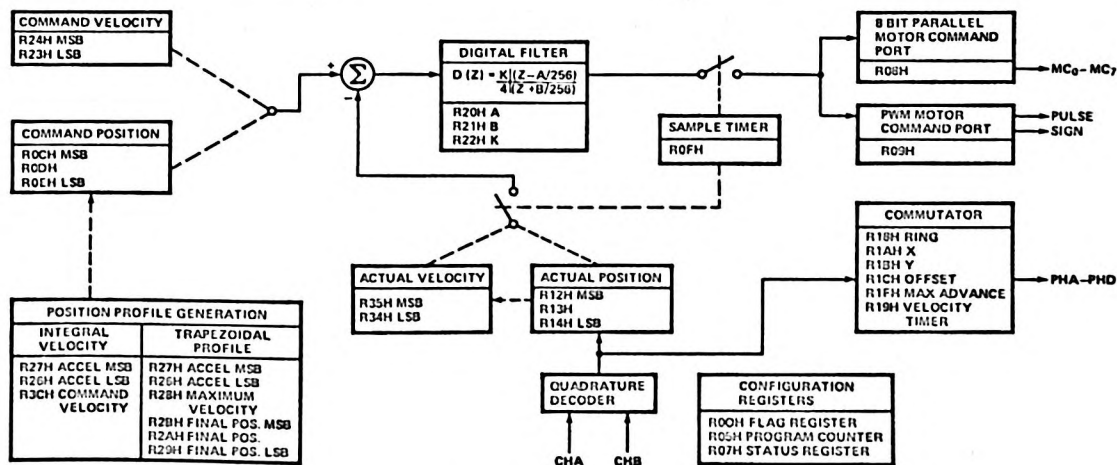 COMMAND VELOCITY
R24H MSB
R23H LSB
COMMAND POSITION
R0CH MSB
R0DH
R0EH LSB
POSITION PROFILE GENERATION
INTEGRAL
VELOCITY
R27H ACCEL MSB
R26H ACCEL LSB
R3CH COMMAND
VELOCITY
TRAPEZOIDAL
PROFILE
R27H ACCEL MSB
R26H ACCEL LSB
R28H MAXIMUM
VELOCITY
R2BH FINAL POS. MSB
R2AH FINAL POS.
R29H FINAL POS. LSB
+
Σ
−
DIGITAL FILTER
D (Z) = K(Z−A/256)
4(Z+B/256)
R20H A
R21H B
R22H K
SAMPLE TIMER
R0FH
8 BIT PARALLEL
MOTOR COMMAND
PORT
R08H
MC0–MC7
PWM MOTOR
COMMAND PORT
R09H
PULSE
SIGN
ACTUAL VELOCITY
R35H MSB
R34H LSB
ACTUAL POSITION
R12H MSB
R13H
R14H LSB
COMMUTATOR
R18H RING
R1AH X
R1BH Y
R1CH OFFSET
R1FH MAX ADVANCE
R19H VELOCITY
TIMER
PHA–PHD
QUADRATURE
DECODER
CHA
CHB
CONFIGURATION
REGISTERS
R00H FLAG REGISTER
R05H PROGRAM COUNTER
R07H STATUS REGISTER